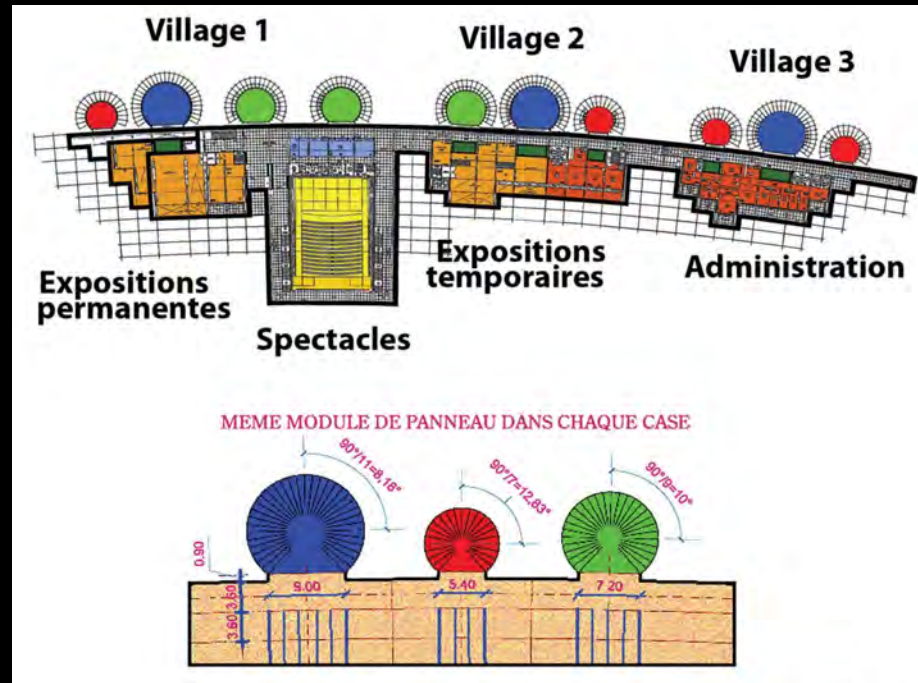 Village 1
Village 2
Village 3
Expositions
permanentes
Spectacles
Expositions
temporaires
Administration
MEME MODULE DE PANNEAU DANS CHAQUE CASE
90°/11=8,18°
90°/7=12,83°
90°/9=10°
0.90
3.60
3.60
9.00
5.40
7.20